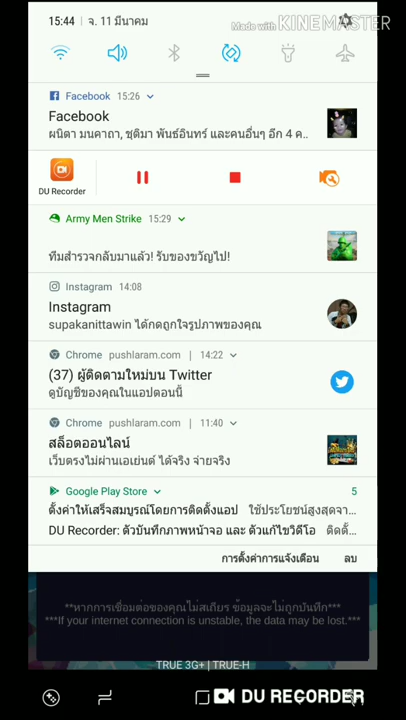 15:44 | จ. 11 มีนาคม
Made with KINEMASTER
Facebook 15:26
Facebook
ผนิตา มนคาถา, ชุติมา พันธ์อินทร์ และคนอื่นๆ อีก 4 ค..
DU Recorder
Army Men Strike 15:29
ทีมสำรวจกลับมาแล้ว! รับของขวัญไป!
Instagram 14:08
Instagram
supakanittawin ได้กดถูกใจรูปภาพของคุณ
Chrome pushlaram.com | 14:22
(37) ผู้ติดตามใหม่บน Twitter
ดูบัญชีของคุณในแอปตอนนี้
Chrome pushlaram.com | 11:40
สล็อตออนไลน์
เว็บตรงไม่ผ่านเอเย่นต์ ได้จริง จ่ายจริง
Google Play Store 5
ตั้งค่าให้เสร็จสมบูรณ์โดยการติดตั้งแอป ใช้ประโยชน์สูงสุดจา...
DU Recorder: ตัวบันทึกภาพหน้าจอ และ ตัวแก้ไขวิดีโอ ติดตั้...
การตั้งค่าการแจ้งเตือน ลบ
**หากการเชื่อมต่อของคุณไม่เสถียร ข้อมูลจะไม่ถูกบันทึก***
***If your internet connection is unstable, the data may be lost.***
TRUE 3G+ | TRUE-H
DU RECORDER